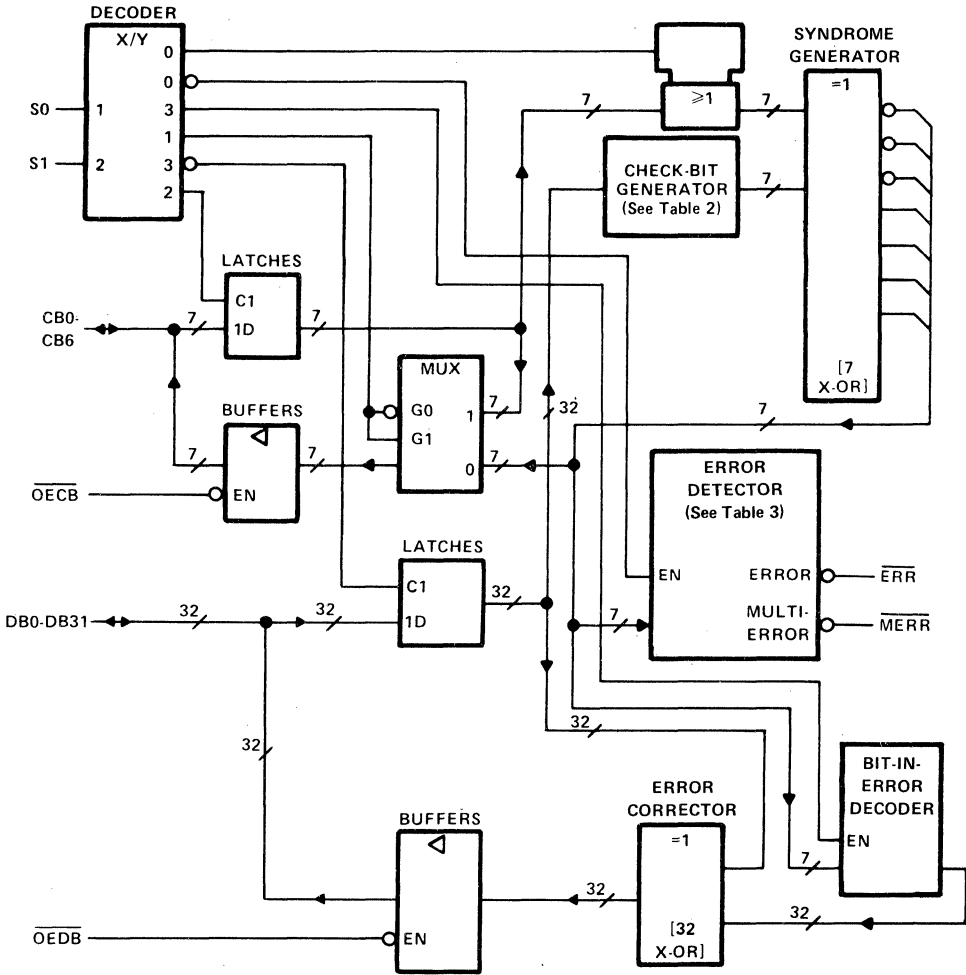 DECODER
X/Y
0
0
3
1
3
2
S0
1
S1
2
≥1
7
7
SYNDROME
GENERATOR
=1
[7
X-OR]
CHECK-BIT
GENERATOR
(See Table 2)
7
LATCHES
C1
1D
CB0-
CB6
7
7
MUX
G0
G1
1
0
7
7
32
7
BUFFERS
EN
7
7
OECB
ERROR
DETECTOR
(See Table 3)
EN
ERROR
MULTI-
ERROR
ERR
MERR
7
LATCHES
C1
1D
32
DB0-DB31
32
32
32
32
BIT-IN-
ERROR
DECODER
EN
7
32
ERROR
CORRECTOR
=1
[32
X-OR]
32
BUFFERS
EN
OEDB